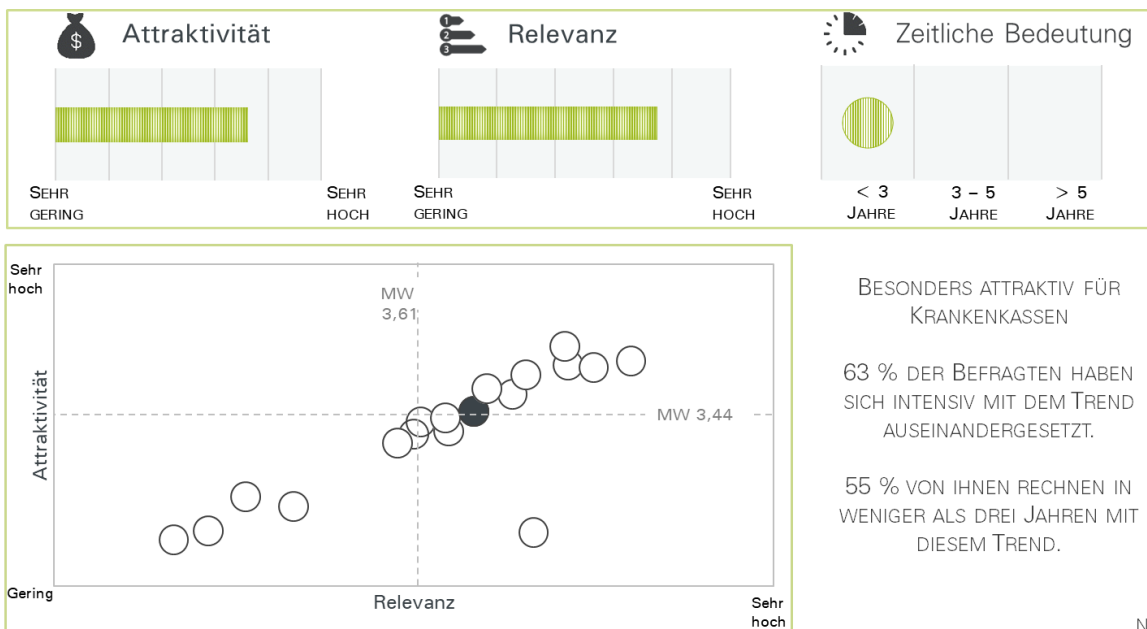 $ Attraktivität
1
2
3
Relevanz
Zeitliche Bedeutung
SEHR GERING
SEHR HOCH
SEHR GERING
SEHR HOCH
< 3 JAHRE
3 – 5 JAHRE
> 5 JAHRE
Sehr hoch
MW 3,61
MW 3,44
Attraktivität
Gering
Relevanz
Sehr hoch
BESONDERS ATTRAKTIV FÜR
KRANKENKASSEN
63 % DER BEFRAGTEN HABEN
SICH INTENSIV MIT DEM TREND
AUSEINANDERGESETZT.
55 % VON IHNEN RECHNEN IN
WENIGER ALS DREI JAHREN MIT
DIESEM TREND.